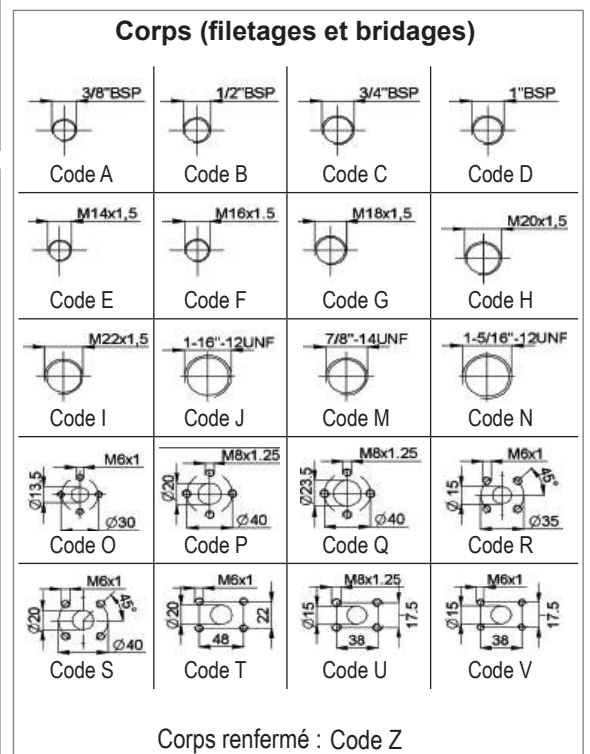 Corps (filetages et bridages)
3/8"BSP 1/2"BSP 3/4"BSP 1"BSP
Code A Code B Code C Code D
M14x1,5 M16x1.5 M18x1,5 M20x1,5
Code E Code F Code G Code H
M22x1,5 1-16"-12UNF 7/8"-14UNF 1-5/16"-12UNF
Code I Code J Code M Code N
M6x1 M8x1.25 M8x1.25 M6x1
Ø13.5 Ø20 Ø23.5 Ø15 45°
Ø30 Ø40 Ø40 Ø35
Code O Code P Code Q Code R
M6x1 M6x1 M8x1.25 M6x1
Ø20 45° Ø20 22 Ø15 17.5 Ø15 17.5
Ø40 48 38 38
Code S Code T Code U Code V
Corps renfermé : Code Z